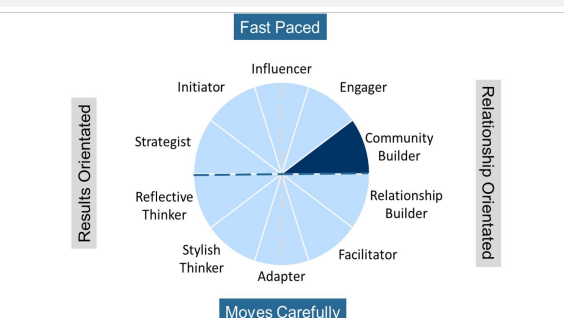 Fast Paced
Influencer
Initiator
Engager
Results Orientated
Relationship Orientated
Strategist
Community
Builder
Reflective
Thinker
Relationship
Builder
Stylish
Thinker
Facilitator
Adapter
Moves Carefully